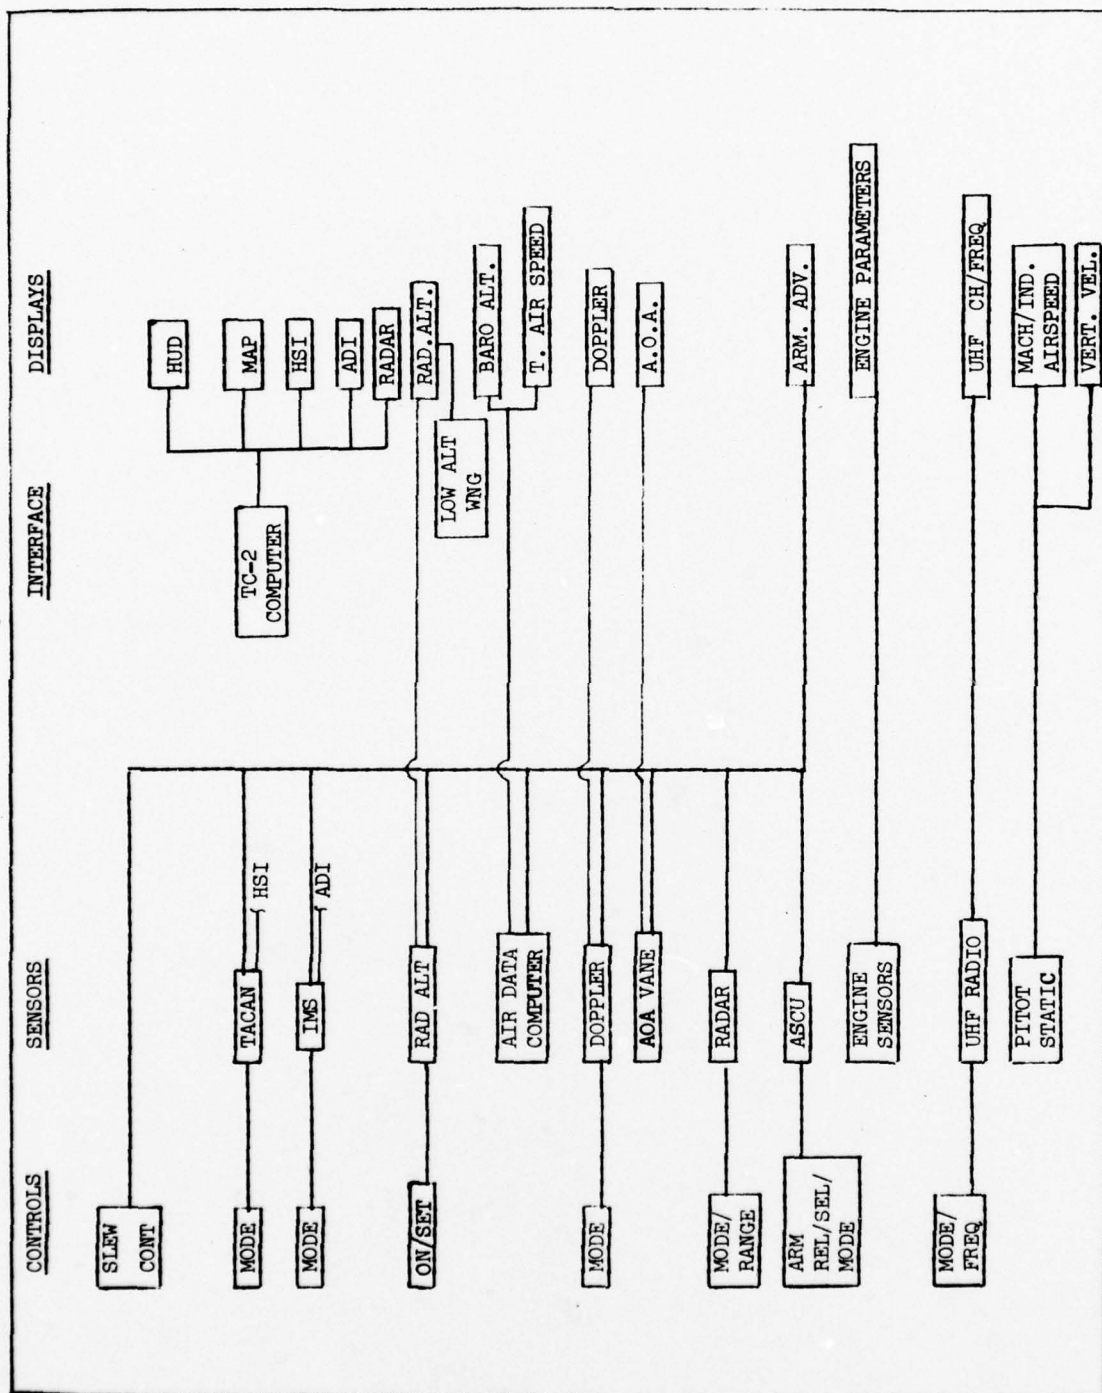 CONTROLS
SENSORS
INTERFACE
DISPLAYS
SLEW
CONT
MODE
TACAN
HSI
MODE
IMS
ADI
ON/SET
RAD ALT
AIR DATA
COMPUTER
MODE
DOPPLER
AOA VANE
MODE/
RANGE
RADAR
ARM
REL/SEL/
MODE
ASCU
ENGINE
SENSORS
MODE/
FREQ
UHF RADIO
PITOT
STATIC
TC-2
COMPUTER
LOW ALT
WNG
HUD
MAP
HSI
ADI
RADAR
RAD.ALT.
BARO ALT.
T. AIR SPEED
DOPPLER
A.O.A.
ARM. ADV.
ENGINE PARAMETERS
UHF CH/FREQ
MACH/IND.
AIRSPEED
VERT. VEL.